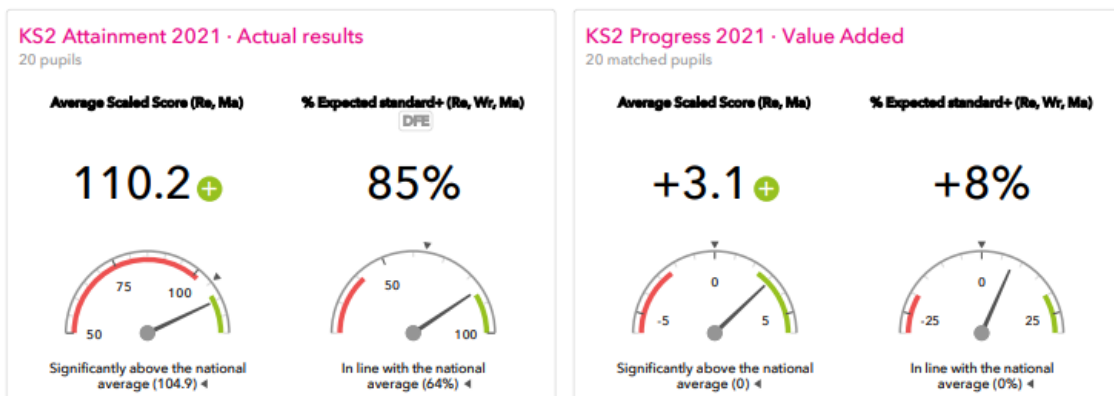 KS2 Attainment 2021 · Actual results
20 pupils
Average Scaled Score (Re, Ma)
% Expected standard+ (Re, Wr, Ma)
DFE
110.2 +
85%
50
75
100
50
100
Significantly above the national
average (104.9) ◄
In line with the national
average (64%) ◄
KS2 Progress 2021 · Value Added
20 matched pupils
Average Scaled Score (Re, Ma)
% Expected standard+ (Re, Wr, Ma)
+3.1 +
+8%
-5
0
5
-25
0
25
Significantly above the national
average (0) ◄
In line with the national
average (0%) ◄